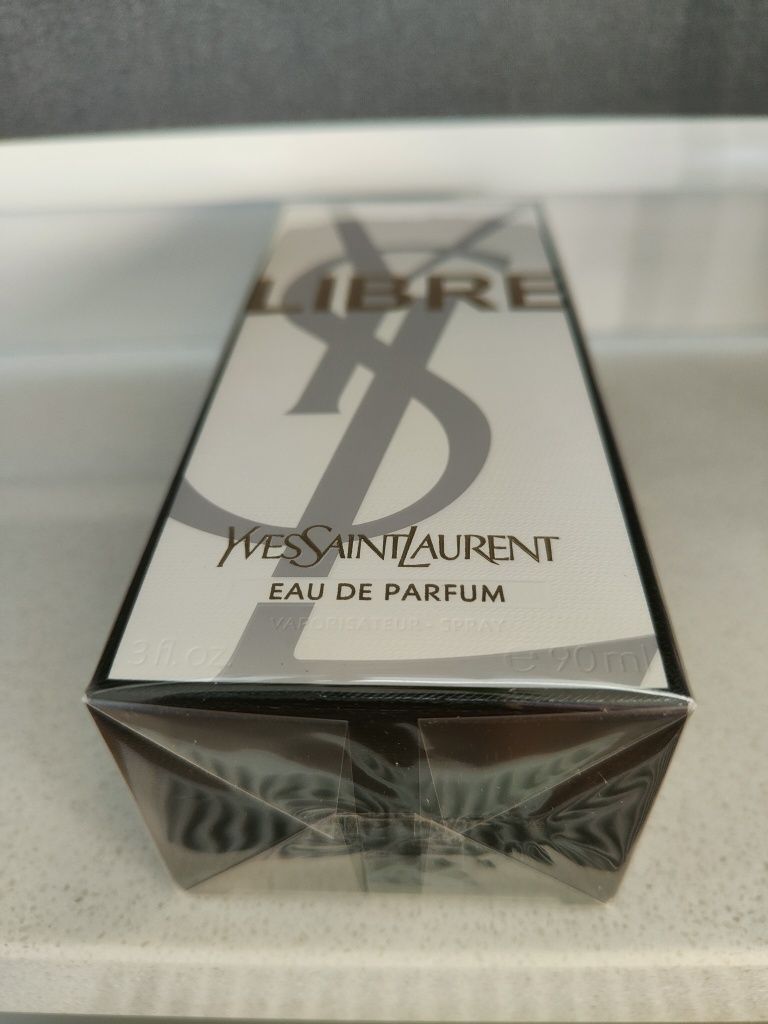 LIBRE
YVESSAINTLAURENT
EAU DE PARFUM
VAPORISATEUR - SPRAY
3 fl. oz. ℮ 90 ml